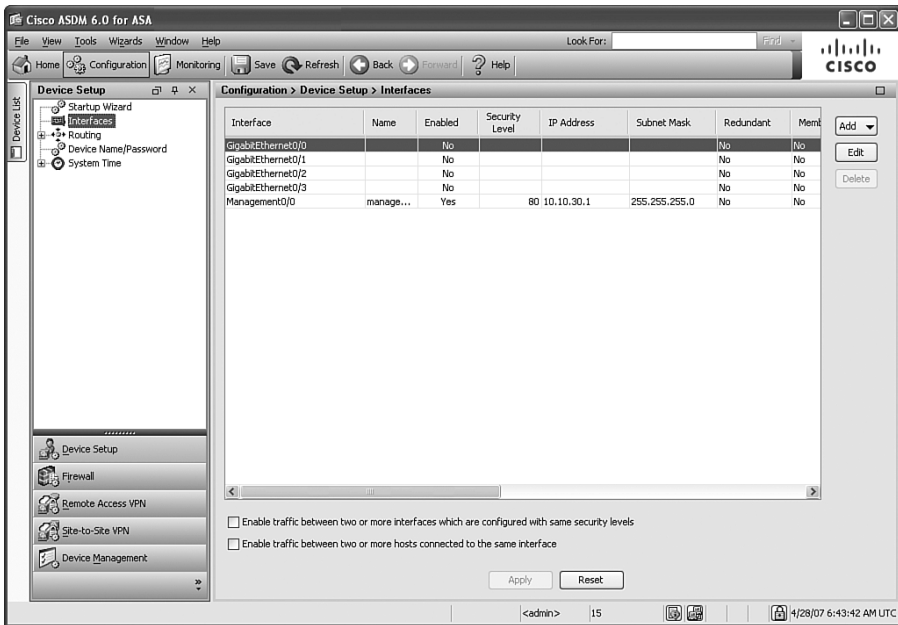 Cisco ASDM 6.0 for ASA
File View Tools Wizards Window Help
Look For: Find
Home Configuration Monitoring Save Refresh Back Forward Help
CISCO
Device List
Device Setup
Startup Wizard
Interfaces
Routing
Device Name/Password
System Time
Device Setup
Firewall
Remote Access VPN
Site-to-Site VPN
Device Management
»
Configuration > Device Setup > Interfaces
Interface Name Enabled Security Level IP Address Subnet Mask Redundant Memb
GigabitEthernet0/0 No No No
GigabitEthernet0/1 No No No
GigabitEthernet0/2 No No No
GigabitEthernet0/3 No No No
Management0/0 manage... Yes 80 10.10.30.1 255.255.255.0 No No
Add
Edit
Delete
Enable traffic between two or more interfaces which are configured with same security levels
Enable traffic between two or more hosts connected to the same interface
Apply Reset
<admin> 15 4/28/07 6:43:42 AM UTC